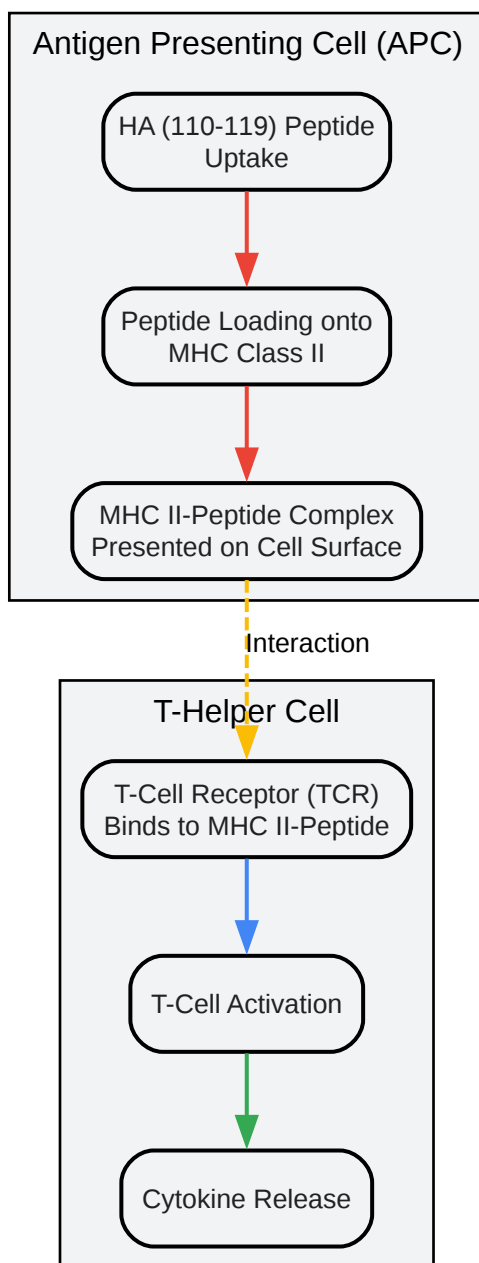 Antigen Presenting Cell (APC)
HA (110-119) Peptide
Uptake
Peptide Loading onto
MHC Class II
MHC II-Peptide Complex
Presented on Cell Surface
Interaction
T-Helper Cell
T-Cell Receptor (TCR)
Binds to MHC II-Peptide
T-Cell Activation
Cytokine Release